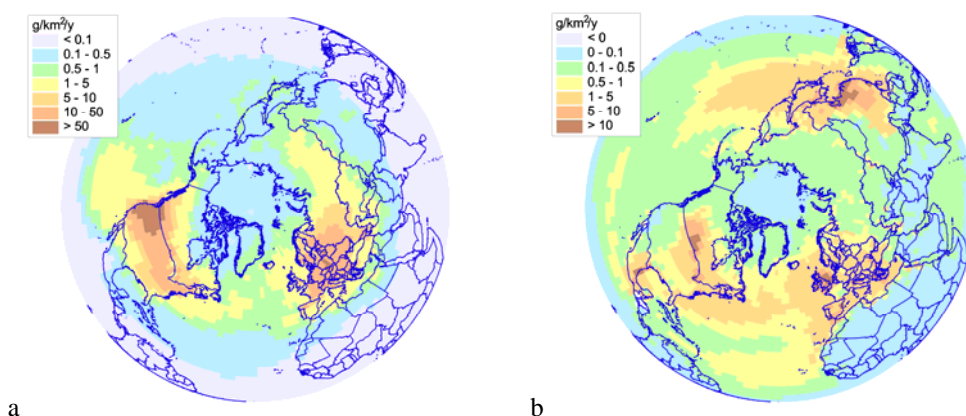 g/km²/y
< 0.1
0.1 - 0.5
0.5 - 1
1 - 5
5 - 10
10 - 50
> 50
a
g/km²/y
< 0
0 - 0.1
0.1 - 0.5
0.5 - 1
1 - 5
5 - 10
> 10
b